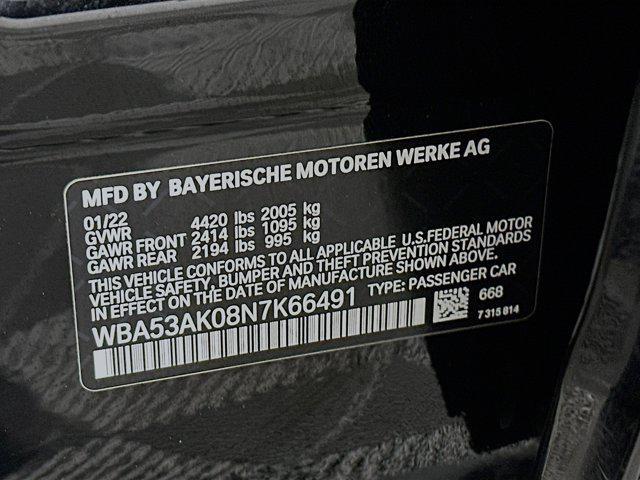 MFD BY BAYERISCHE MOTOREN WERKE AG
01/22
GVWR 4420 lbs 2005 kg
GAWR FRONT 2414 lbs 1095 kg
GAWR REAR 2194 lbs 995 kg
THIS VEHICLE CONFORMS TO ALL APPLICABLE U.S.FEDERAL MOTOR
VEHICLE SAFETY, BUMPER AND THEFT PREVENTION STANDARDS
IN EFFECT ON THE DATE OF MANUFACTURE SHOWN ABOVE.
WBA53AK08N7K66491 TYPE: PASSENGER CAR
668
7 315 814